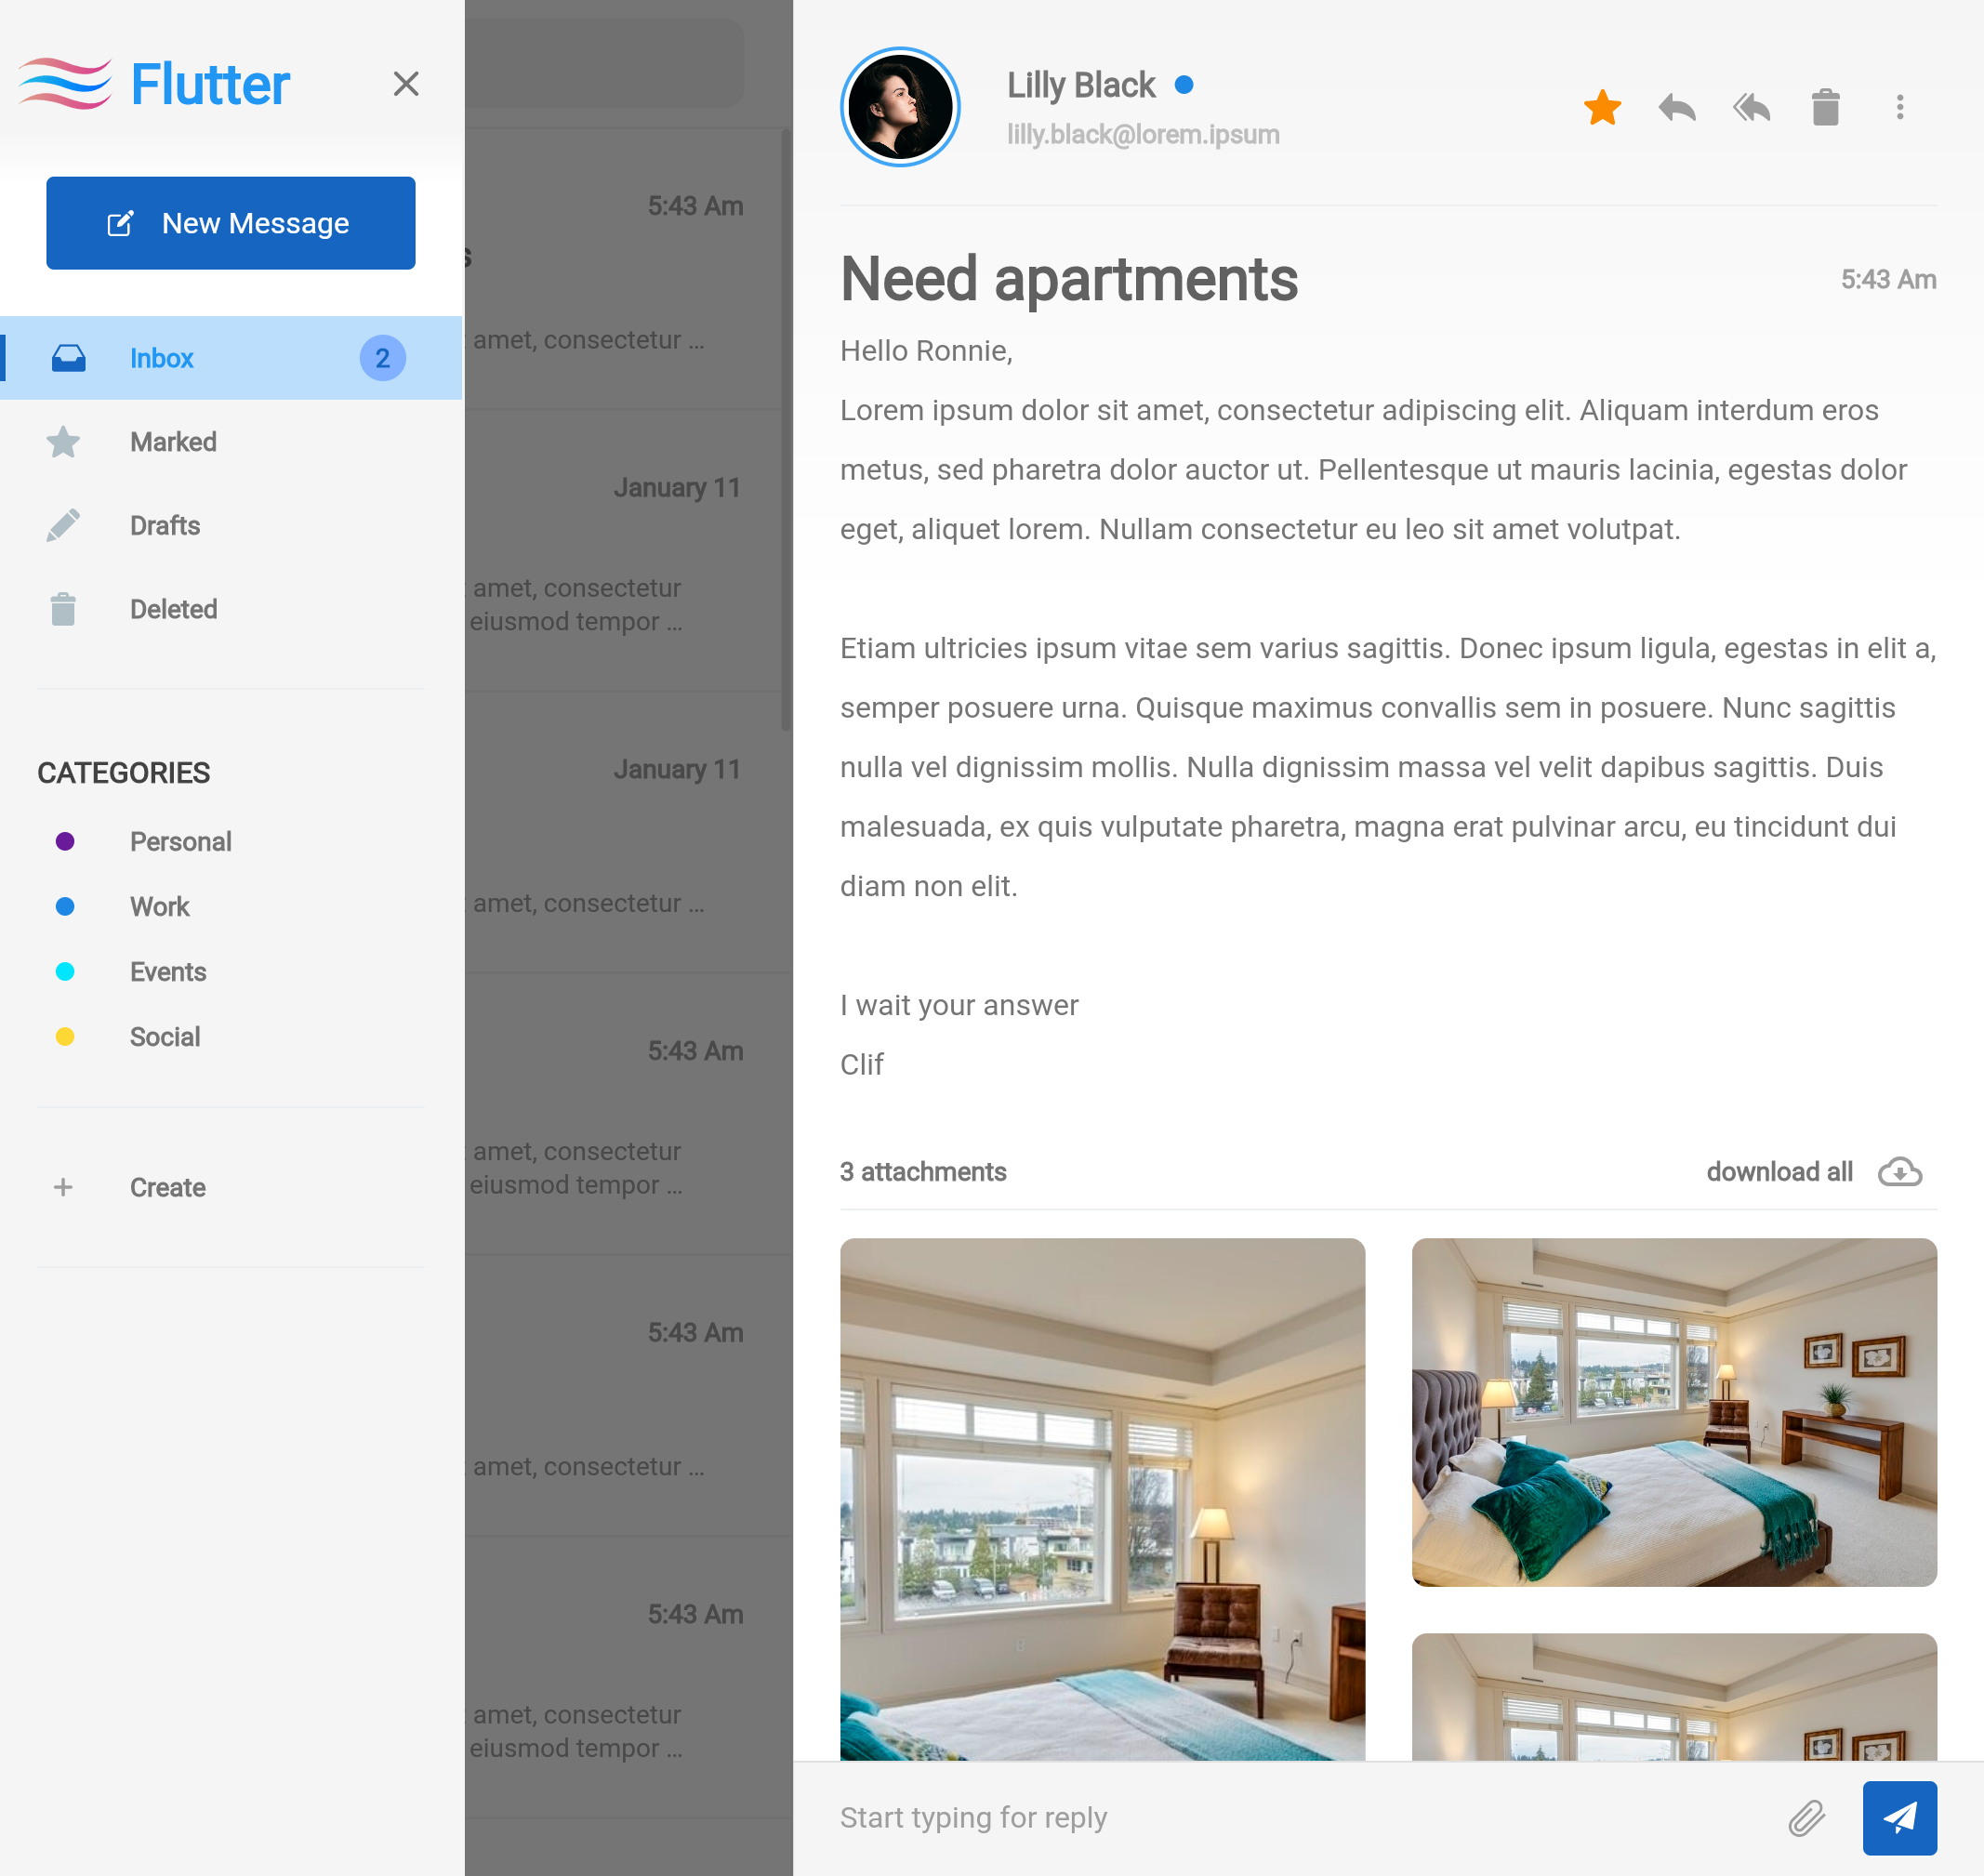 Flutter
New Message
Inbox
2
Marked
Drafts
Deleted
CATEGORIES
Personal
Work
Events
Social
Create
5:43 Am
s
amet, consectetur ...
January 11
amet, consectetur
eiusmod tempor ...
January 11
amet, consectetur ...
5:43 Am
amet, consectetur
eiusmod tempor ...
5:43 Am
amet, consectetur ...
5:43 Am
amet, consectetur
eiusmod tempor ...
Lilly Black
lilly.black@lorem.ipsum
Need apartments
5:43 Am
Hello Ronnie,
Lorem ipsum dolor sit amet, consectetur adipiscing elit. Aliquam interdum eros
metus, sed pharetra dolor auctor ut. Pellentesque ut mauris lacinia, egestas dolor
eget, aliquet lorem. Nullam consectetur eu leo sit amet volutpat.
Etiam ultricies ipsum vitae sem varius sagittis. Donec ipsum ligula, egestas in elit a,
semper posuere urna. Quisque maximus convallis sem in posuere. Nunc sagittis
nulla vel dignissim mollis. Nulla dignissim massa vel velit dapibus sagittis. Duis
malesuada, ex quis vulputate pharetra, magna erat pulvinar arcu, eu tincidunt dui
diam non elit.
I wait your answer
Clif
3 attachments
download all
Start typing for reply